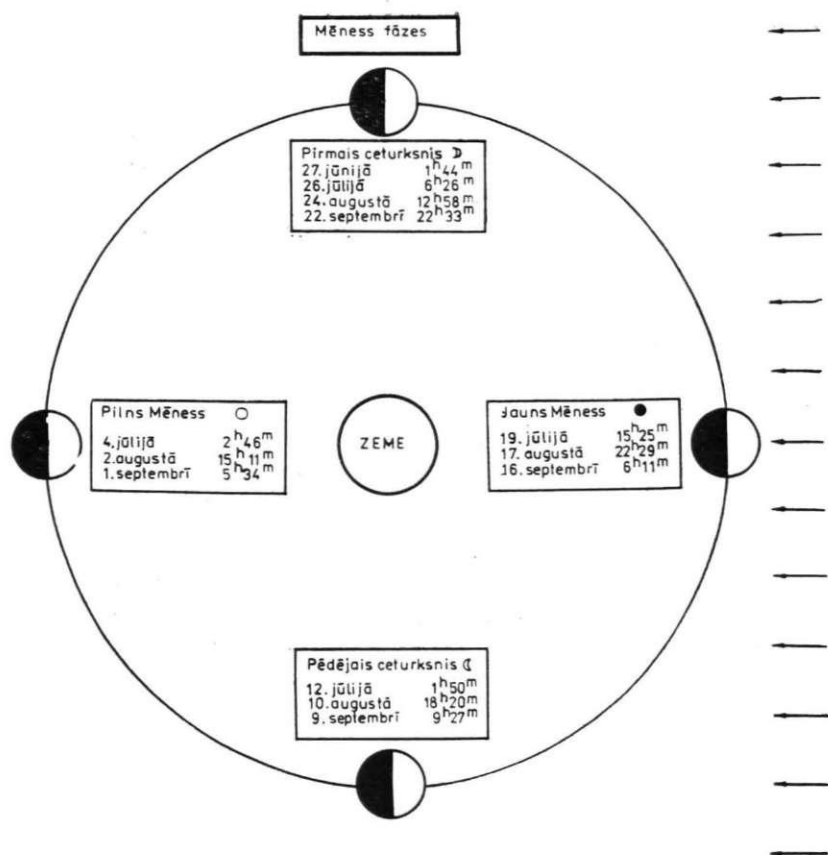 Mēness fāzes
Pirmais ceturksnis ☽
27. jūnijā 1ʰ44ᵐ
26. jūlijā 6ʰ26ᵐ
24. augustā 12ʰ58ᵐ
22. septembrī 22ʰ33ᵐ
Pilns Mēness ○
4. jūlijā 2ʰ46ᵐ
2. augustā 15ʰ11ᵐ
1. septembrī 5ʰ34ᵐ
ZEME
Jauns Mēness ●
19. jūlijā 15ʰ25ᵐ
17. augustā 22ʰ29ᵐ
16. septembrī 6ʰ11ᵐ
Pēdējais ceturksnis ☾
12. jūlijā 1ʰ50ᵐ
10. augustā 18ʰ20ᵐ
9. septembrī 9ʰ27ᵐ